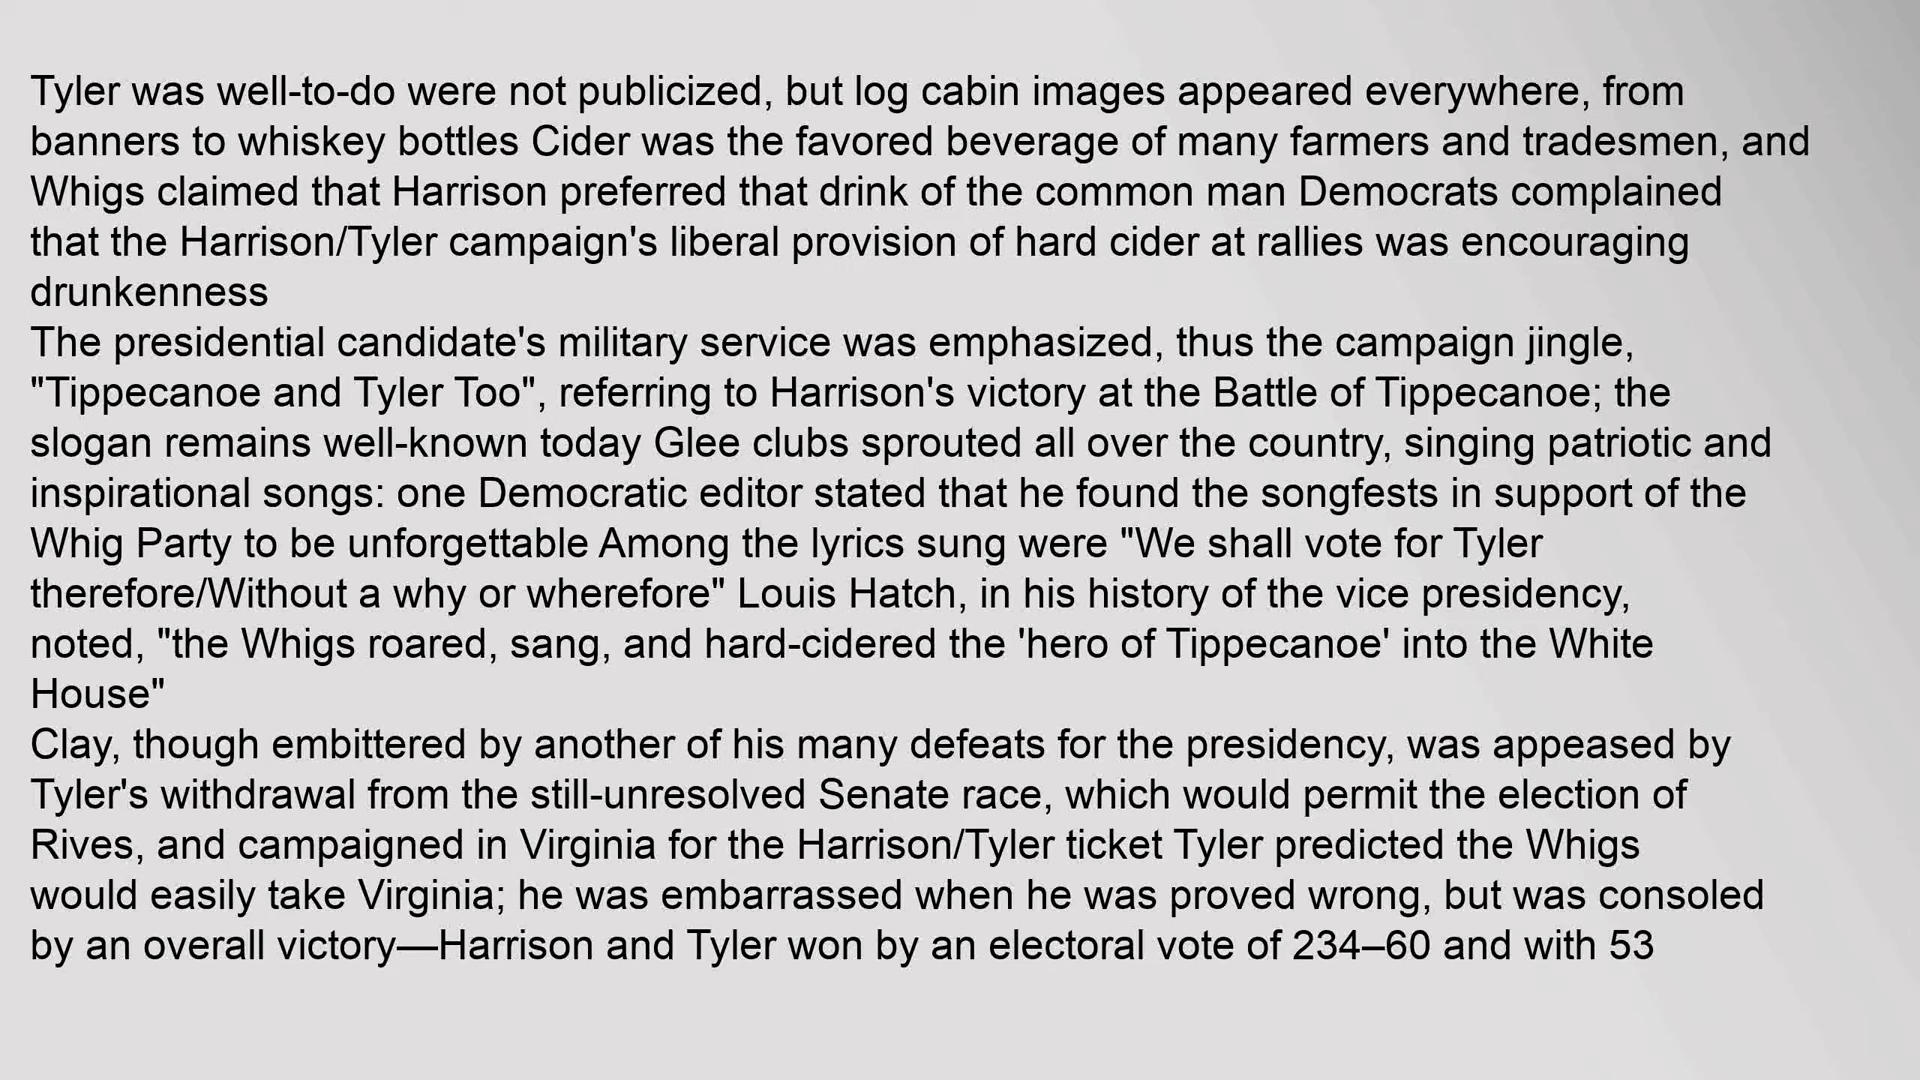 Tyler was well-to-do were not publicized, but log cabin images appeared everywhere, from
banners to whiskey bottles Cider was the favored beverage of many farmers and tradesmen, and
Whigs claimed that Harrison preferred that drink of the common man Democrats complained
that the Harrison/Tyler campaign's liberal provision of hard cider at rallies was encouraging
drunkenness
The presidential candidate's military service was emphasized, thus the campaign jingle,
"Tippecanoe and Tyler Too", referring to Harrison's victory at the Battle of Tippecanoe; the
slogan remains well-known today Glee clubs sprouted all over the country, singing patriotic and
inspirational songs: one Democratic editor stated that he found the songfests in support of the
Whig Party to be unforgettable Among the lyrics sung were "We shall vote for Tyler
therefore/Without a why or wherefore" Louis Hatch, in his history of the vice presidency,
noted, "the Whigs roared, sang, and hard-cidered the 'hero of Tippecanoe' into the White
House"
Clay, though embittered by another of his many defeats for the presidency, was appeased by
Tyler's withdrawal from the still-unresolved Senate race, which would permit the election of
Rives, and campaigned in Virginia for the Harrison/Tyler ticket Tyler predicted the Whigs
would easily take Virginia; he was embarrassed when he was proved wrong, but was consoled
by an overall victory—Harrison and Tyler won by an electoral vote of 234–60 and with 53